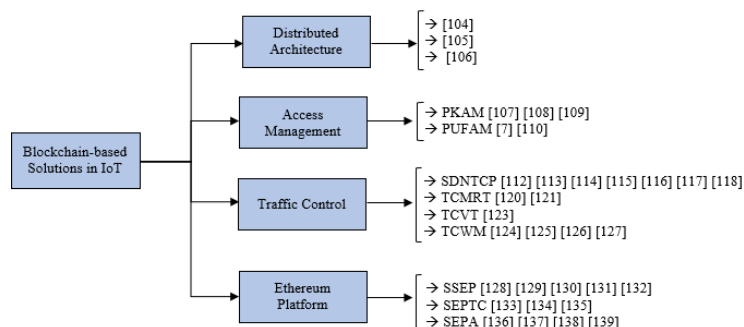 Distributed
Architecture
→ [104]
→ [105]
→ [106]
Access
Management
→ PKAM [107] [108] [109]
→ PUFAM [7] [110]
Blockchain-based
Solutions in IoT
Traffic Control
→ SDNTCP [112] [113] [114] [115] [116] [117] [118]
→ TCMRT [120] [121]
→ TCVT [123]
→ TCWM [124] [125] [126] [127]
Ethereum
Platform
→ SSEP [128] [129] [130] [131] [132]
→ SEPTC [133] [134] [135]
→ SEPA [136] [137] [138] [139]